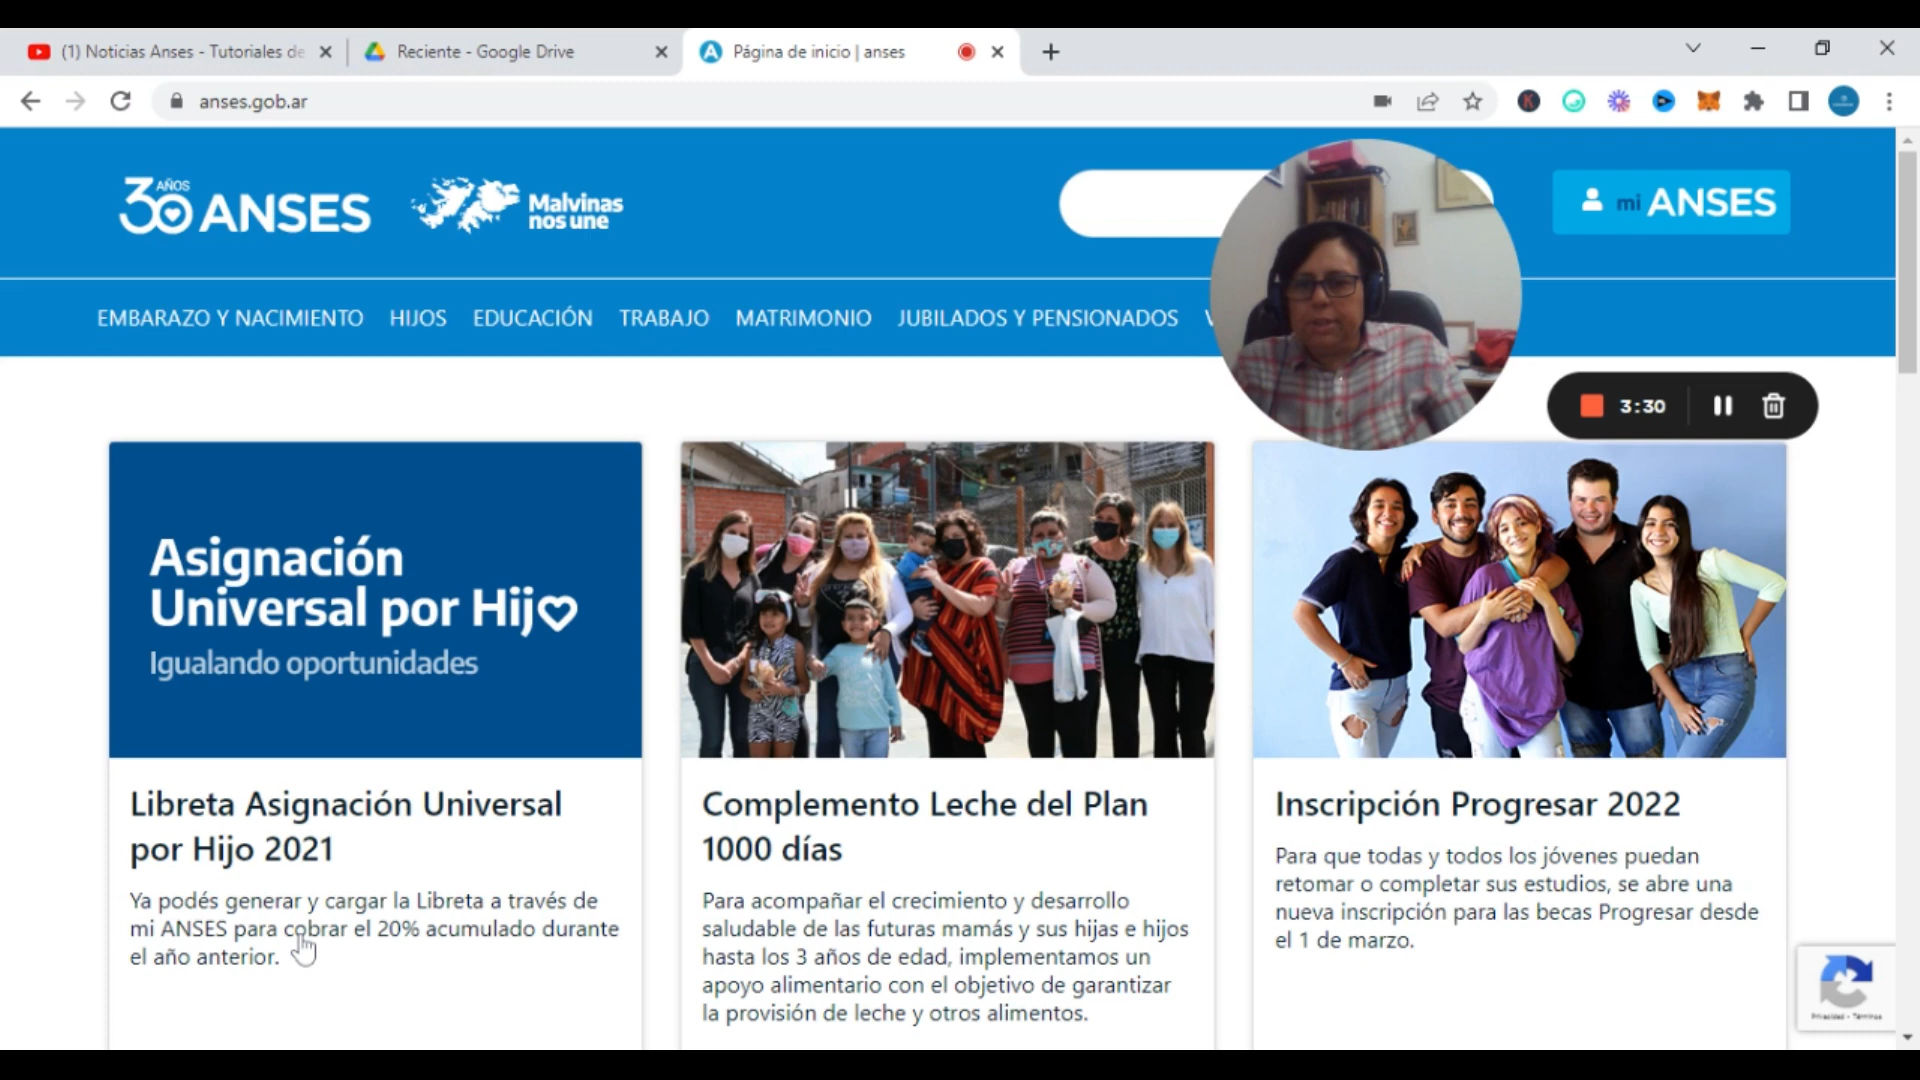 (1) Noticias Anses - Tutoriales de
Reciente - Google Drive
Página de inicio | anses
anses.gob.ar
30 AÑOS ANSES
Malvinas
nos une
mi ANSES
EMBARAZO Y NACIMIENTO HIJOS EDUCACIÓN TRABAJO MATRIMONIO JUBILADOS Y PENSIONADOS V
3:30
Asignación
Universal por Hijo
Igualando oportunidades
Libreta Asignación Universal
por Hijo 2021
Ya podés generar y cargar la Libreta a través de
mi ANSES para cobrar el 20% acumulado durante
el año anterior.
Complemento Leche del Plan
1000 días
Para acompañar el crecimiento y desarrollo
saludable de las futuras mamás y sus hijas e hijos
hasta los 3 años de edad, implementamos un
apoyo alimentario con el objetivo de garantizar
la provisión de leche y otros alimentos.
Inscripción Progresar 2022
Para que todas y todos los jóvenes puedan
retomar o completar sus estudios, se abre una
nueva inscripción para las becas Progresar desde
el 1 de marzo.
Privacidad - Términos